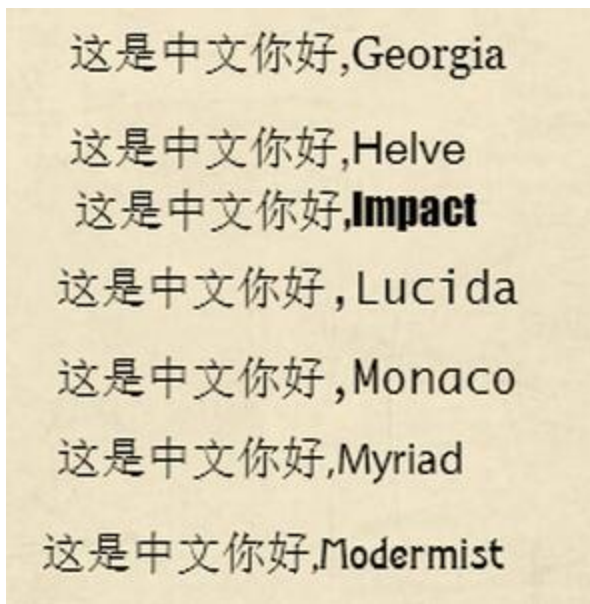 这是中文你好,Georgia
这是中文你好,Helve
这是中文你好,Impact
这是中文你好,Lucida
这是中文你好,Monaco
这是中文你好,Myriad
这是中文你好,Modermist